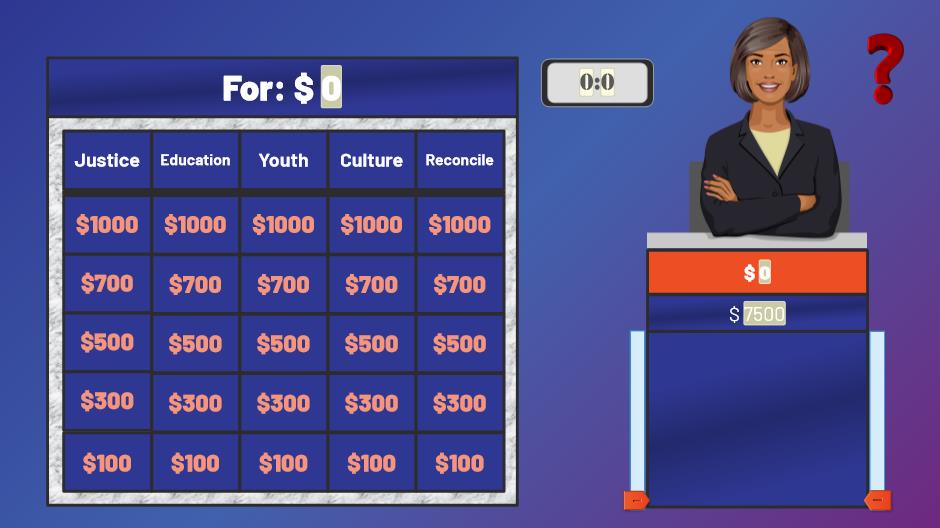 For: $ 0
0:0
Justice Education Youth Culture Reconcile
$1000 $1000 $1000 $1000 $1000
$700 $700 $700 $700 $700
$500 $500 $500 $500 $500
$300 $300 $300 $300 $300
$100 $100 $100 $100 $100
?
$ 0
$ 7500